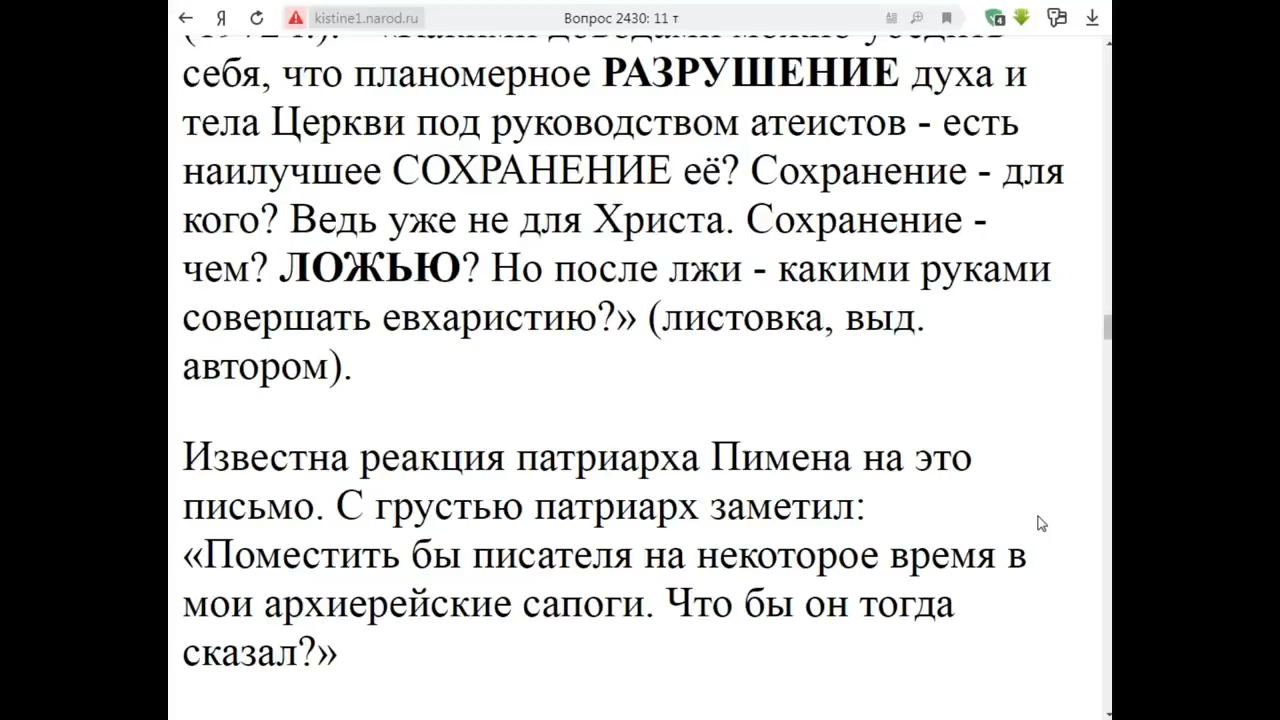 Я kistine1.narod.ru Вопрос 2430: 11 т 4
себя, что планомерное РАЗРУШЕНИЕ духа и
тела Церкви под руководством атеистов - есть
наилучшее СОХРАНЕНИЕ её? Сохранение - для
кого? Ведь уже не для Христа. Сохранение -
чем? ЛОЖЬЮ? Но после лжи - какими руками
совершать евхаристию?» (листовка, выд.
автором).
Известна реакция патриарха Пимена на это
письмо. С грустью патриарх заметил:
«Поместить бы писателя на некоторое время в
мои архиерейские сапоги. Что бы он тогда
сказал?»